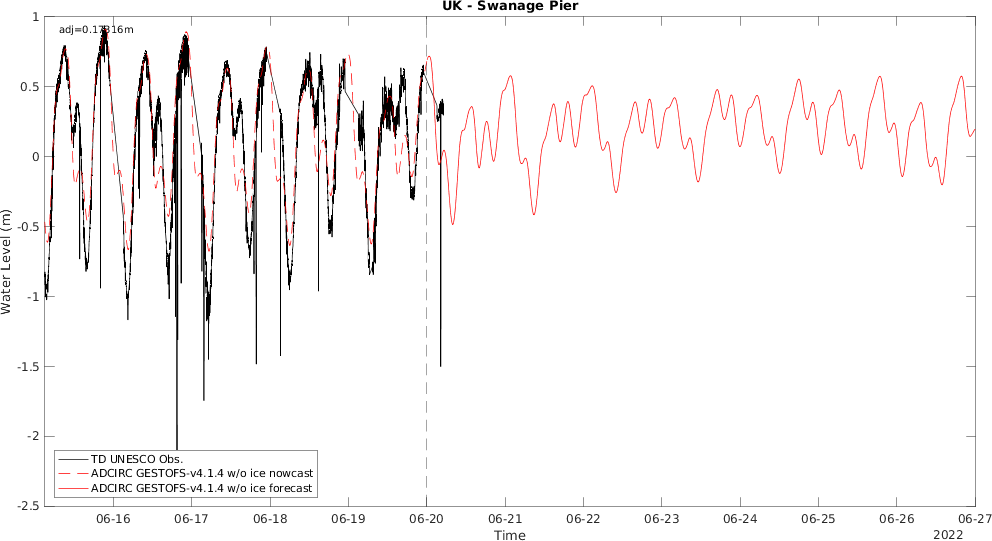 UK - Swanage Pier
adj=0.17316m
1
0.5
0
-0.5
-1
-1.5
-2
-2.5
Water Level (m)
TD UNESCO Obs.
ADCIRC GESTOFS-v4.1.4 w/o ice nowcast
ADCIRC GESTOFS-v4.1.4 w/o ice forecast
06-16 06-17 06-18 06-19 06-20 06-21 06-22 06-23 06-24 06-25 06-26 06-27
Time
2022